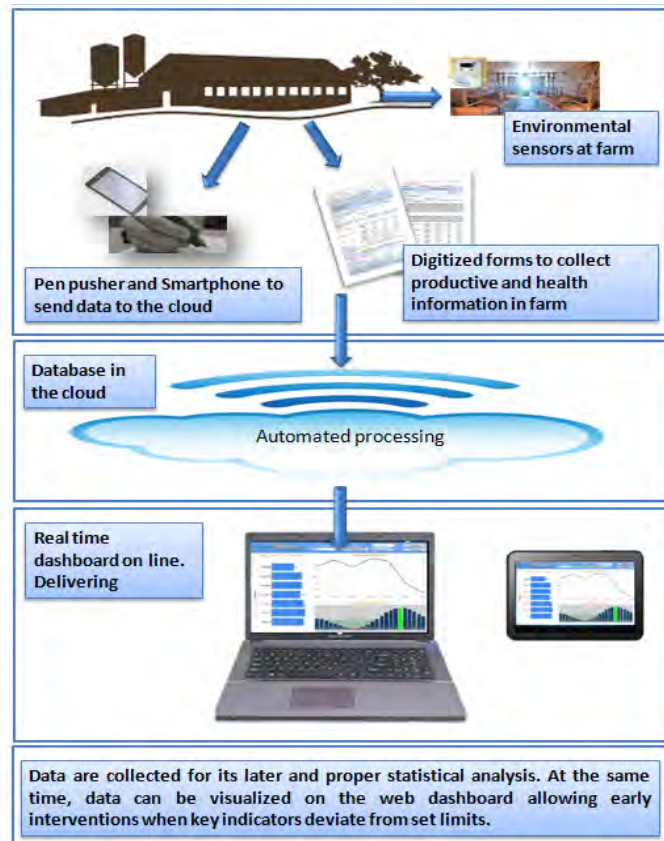 Environmental
sensors at farm
Pen pusher and Smartphone to
send data to the cloud
Digitized forms to collect
productive and health
information in farm
Database in
the cloud
Automated processing
Real time
dashboard on line.
Delivering
Data are collected for its later and proper statistical analysis. At the same
time, data can be visualized on the web dashboard allowing early
interventions when key indicators deviate from set limits.